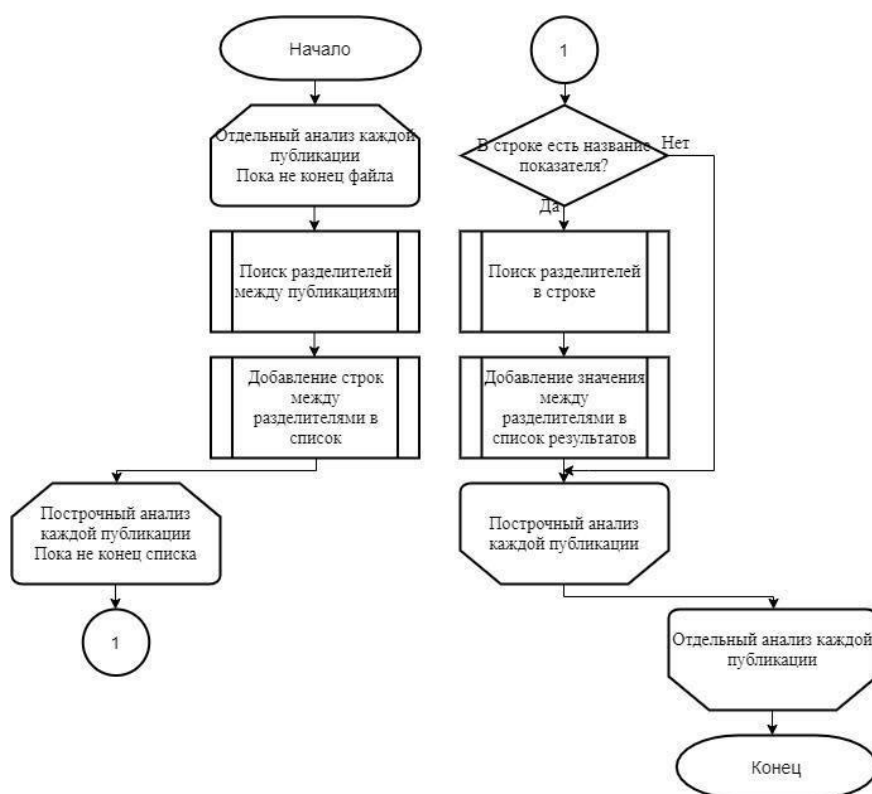 Начало
Отдельный анализ каждой
публикации
Пока не конец файла
Поиск разделителей
между публикациями
Добавление строк
между
разделителями в
список
Построчный анализ
каждой публикации
Пока не конец списка
1
1
В строке есть название
показателя?
Нет
Да
Поиск разделителей
в строке
Добавление значения
между
разделителями в
список результатов
Построчный анализ
каждой публикации
Отдельный анализ каждой
публикации
Конец